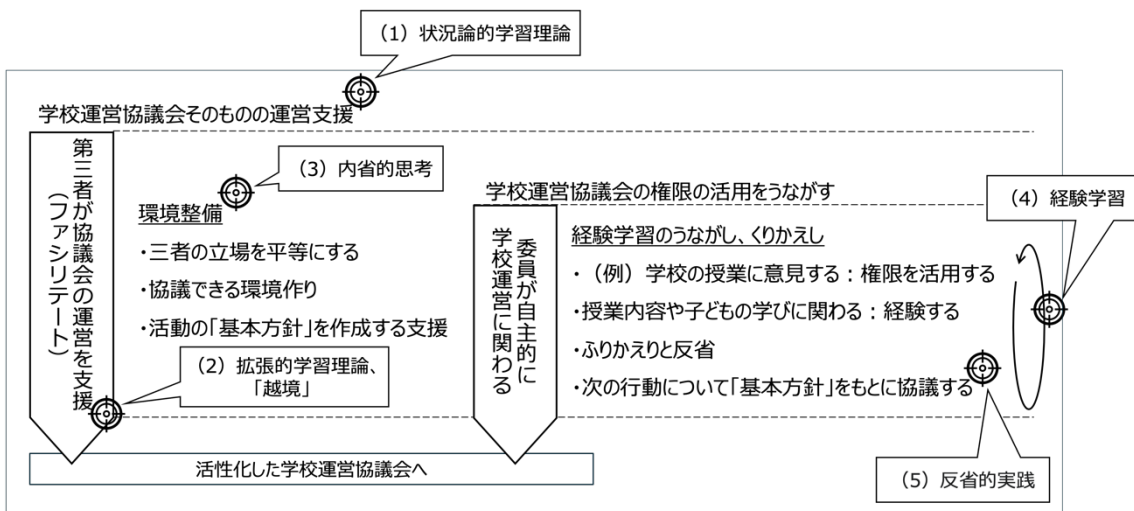 （1）状況論的学習理論
学校運営協議会そのものの運営支援
第三者が協議会の運営を支援
（ファシリテート）
（3）内省的思考
環境整備
・三者の立場を平等にする
・協議できる環境作り
・活動の「基本方針」を作成する支援
（2）拡張的学習理論、
「越境」
学校運営協議会の権限の活用をうながす
委員が自主的に
学校運営に関わる
経験学習のうながし、くりかえし
・（例）学校の授業に意見する：権限を活用する
・授業内容や子どもの学びに関わる：経験する
・ふりかえりと反省
・次の行動について「基本方針」をもとに協議する
（4）経験学習
（5）反省的実践
活性化した学校運営協議会へ